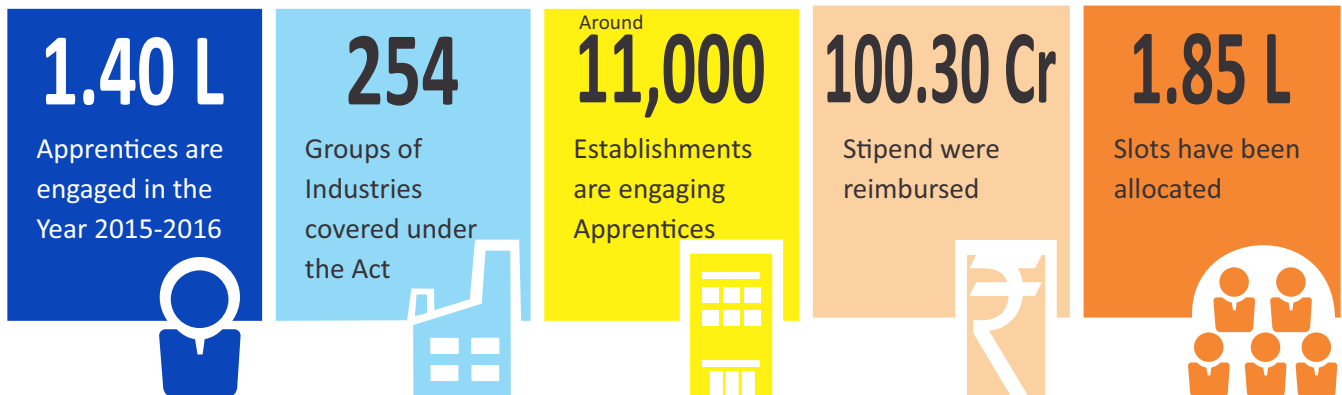 1.40 L
Apprentices are
engaged in the
Year 2015-2016
254
Groups of
Industries
covered under
the Act
Around
11,000
Establishments
are engaging
Apprentices
100.30 Cr
Stipend were
reimbursed
₹
1.85 L
Slots have been
allocated